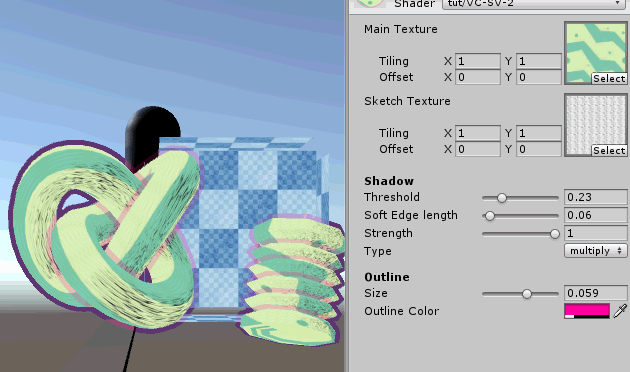 Shader tut/VC-SV-2
Main Texture
Tiling X 1 Y 1
Offset X 0 Y 0
Select
Sketch Texture
Tiling X 1 Y 1
Offset X 0 Y 0
Select
Shadow
Threshold 0.23
Soft Edge length 0.06
Strength 1
Type multiply
Outline
Size 0.059
Outline Color